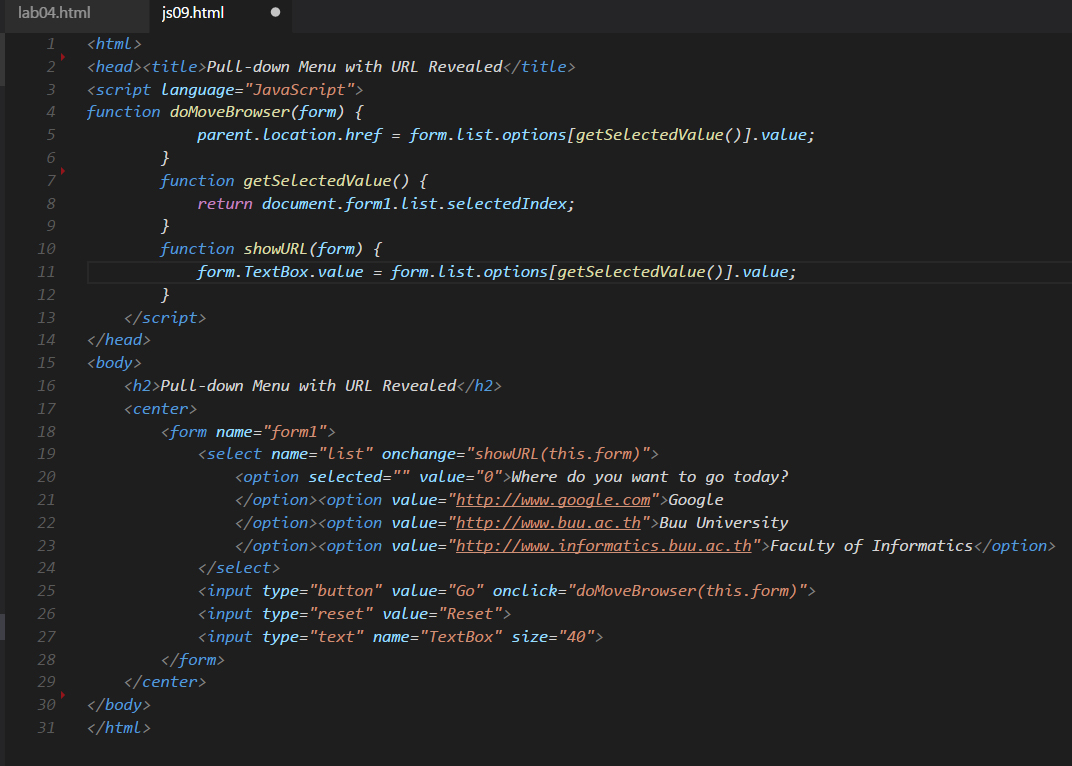 lab04.html js09.html
1 <html>
2 <head><title>Pull-down Menu with URL Revealed</title>
3 <script language="JavaScript">
4 function doMoveBrowser(form) {
5 parent.location.href = form.list.options[getSelectedValue()].value;
6 }
7 function getSelectedValue() {
8 return document.form1.list.selectedIndex;
9 }
10 function showURL(form) {
11 form.TextBox.value = form.list.options[getSelectedValue()].value;
12 }
13 </script>
14 </head>
15 <body>
16 <h2>Pull-down Menu with URL Revealed</h2>
17 <center>
18 <form name="form1">
19 <select name="list" onchange="showURL(this.form)">
20 <option selected="" value="0">Where do you want to go today?
21 </option><option value="http://www.google.com">Google
22 </option><option value="http://www.buu.ac.th">Buu University
23 </option><option value="http://www.informatics.buu.ac.th">Faculty of Informatics</option>
24 </select>
25 <input type="button" value="Go" onclick="doMoveBrowser(this.form)">
26 <input type="reset" value="Reset">
27 <input type="text" name="TextBox" size="40">
28 </form>
29 </center>
30 </body>
31 </html>